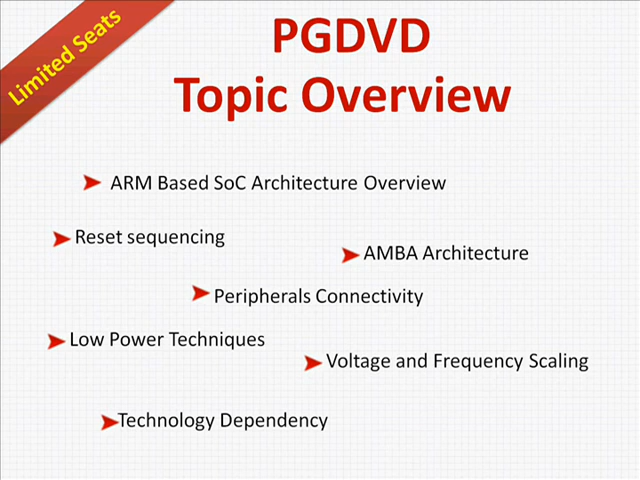 Limited Seats
PGDVD
Topic Overview
ARM Based SoC Architecture Overview
Reset sequencing
AMBA Architecture
Peripherals Connectivity
Low Power Techniques
Voltage and Frequency Scaling
Technology Dependency